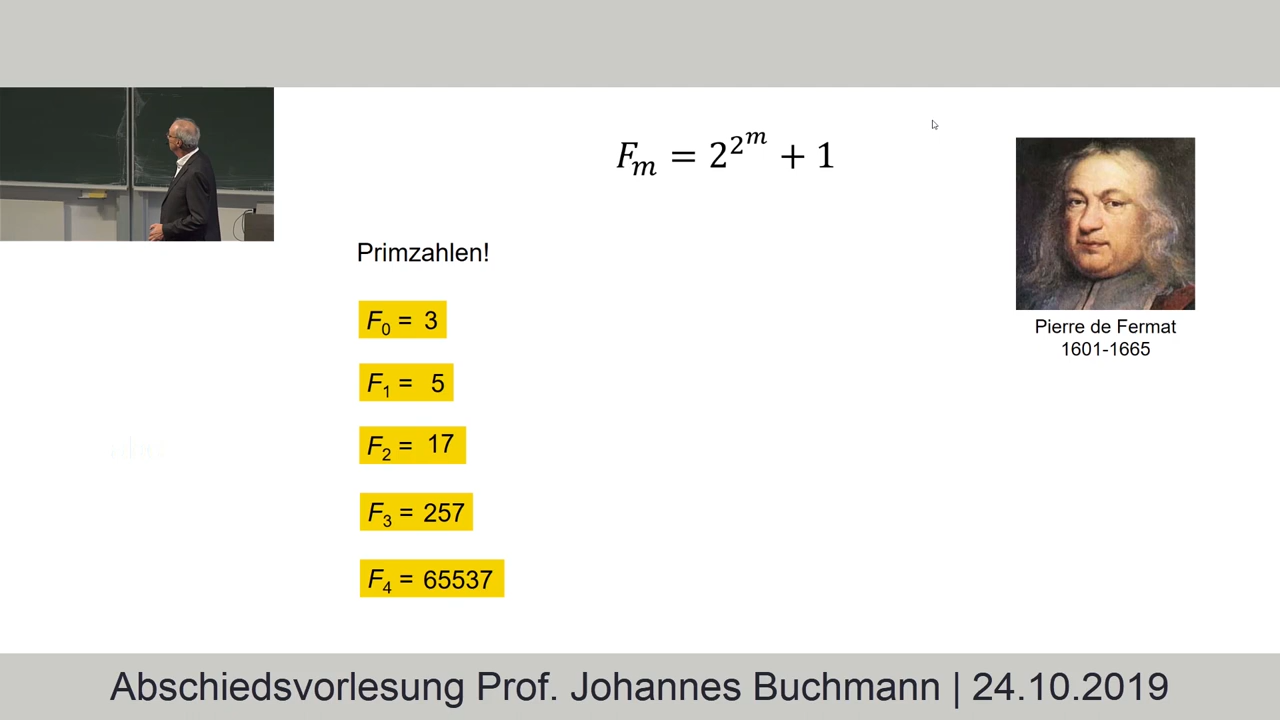 F_m = 2^{2^m} + 1
Primzahlen!
F_0 = 3
F_1 = 5
F_2 = 17
F_3 = 257
F_4 = 65537
Pierre de Fermat
1601-1665
Abschiedsvorlesung Prof. Johannes Buchmann | 24.10.2019